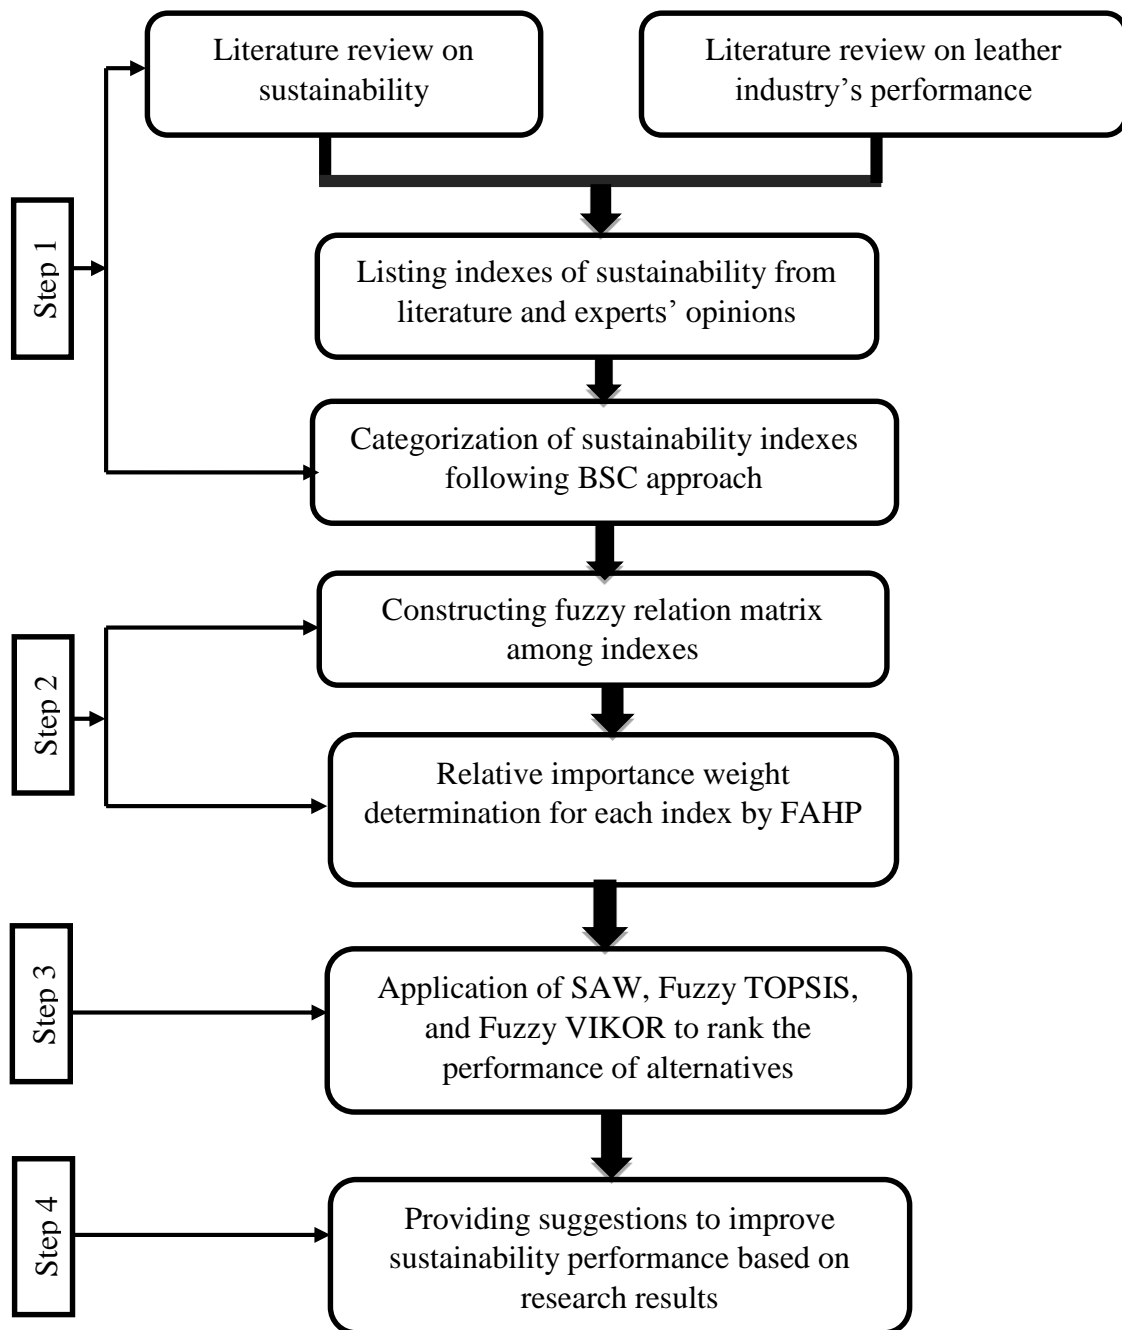 Literature review on
sustainability
Literature review on leather
industry’s performance
Step 1
Listing indexes of sustainability from
literature and experts’ opinions
Categorization of sustainability indexes
following BSC approach
Step 2
Constructing fuzzy relation matrix
among indexes
Relative importance weight
determination for each index by FAHP
Step 3
Application of SAW, Fuzzy TOPSIS,
and Fuzzy VIKOR to rank the
performance of alternatives
Step 4
Providing suggestions to improve
sustainability performance based on
research results